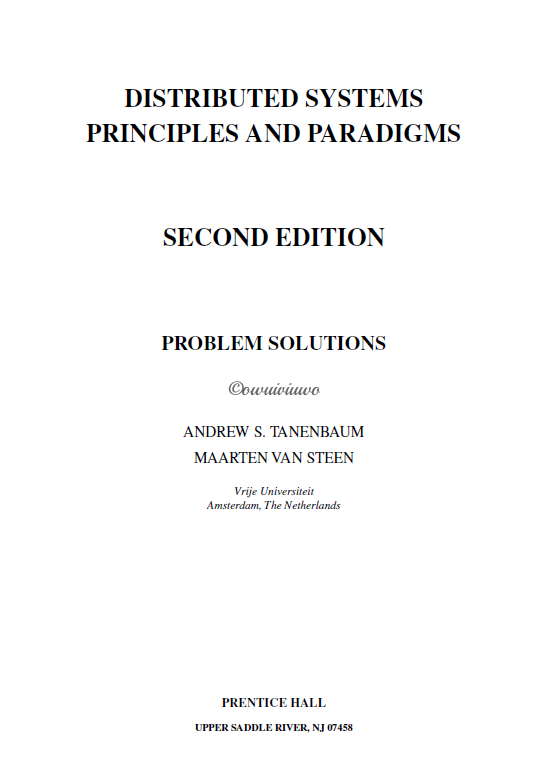 DISTRIBUTED SYSTEMS
PRINCIPLES AND PARADIGMS
SECOND EDITION
PROBLEM SOLUTIONS
ANDREW S. TANENBAUM
MAARTEN VAN STEEN
Vrije Universiteit
Amsterdam, The Netherlands
PRENTICE HALL
UPPER SADDLE RIVER, NJ 07458